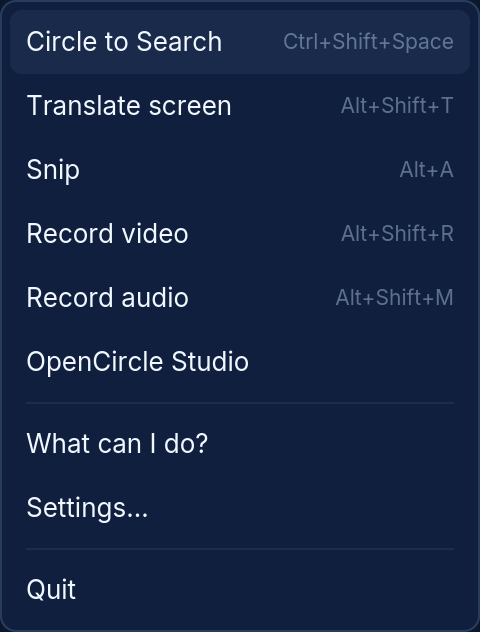 Circle to Search Ctrl+Shift+Space
Translate screen Alt+Shift+T
Snip Alt+A
Record video Alt+Shift+R
Record audio Alt+Shift+M
OpenCircle Studio
What can I do?
Settings...
Quit